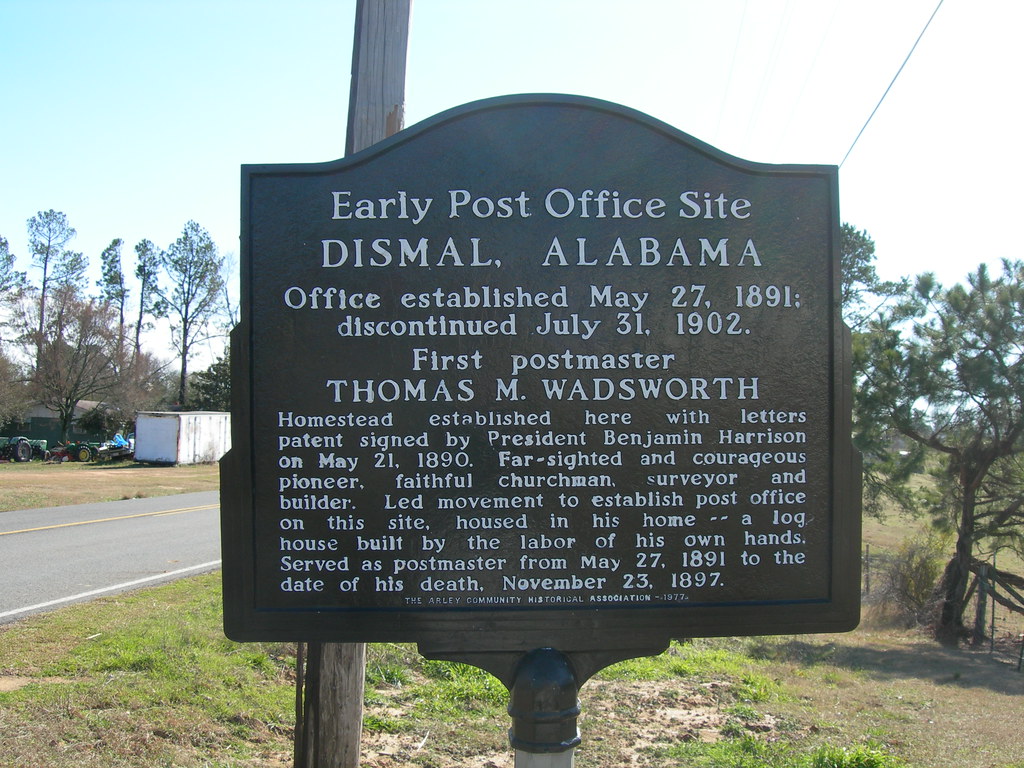 Early Post Office Site
DISMAL, ALABAMA
Office established May 27, 1891;
discontinued July 31, 1902.
First postmaster
THOMAS M. WADSWORTH
Homestead established here with letters
patent signed by President Benjamin Harrison
on May 21, 1890. Far-sighted and courageous
pioneer, faithful churchman, surveyor and
builder. Led movement to establish post office
on this site, housed in his home -- a log
house built by the labor of his own hands.
Served as postmaster from May 27, 1891 to the
date of his death, November 23, 1897.
THE ARLEY COMMUNITY HISTORICAL ASSOCIATION - 1977